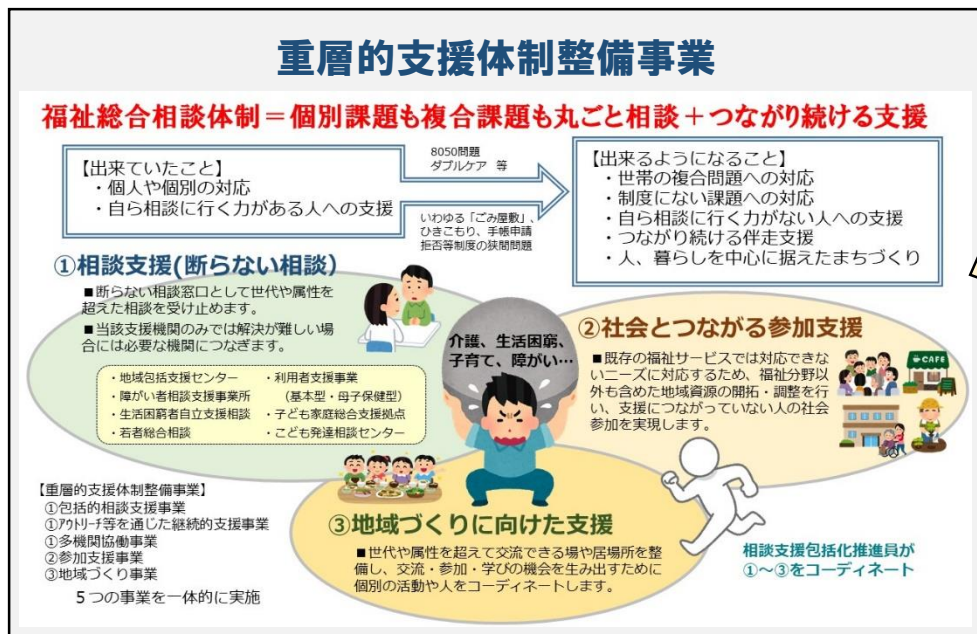 重層的支援体制整備事業
福祉総合相談体制＝個別課題も複合課題も丸ごと相談＋つながり続ける支援
【出来ていたこと】
・個人や個別の対応
・自ら相談に行く力がある人への支援
8050問題
ダブルケア 等
いわゆる「ごみ屋敷」、
ひきこもり、手帳申請
拒否等制度の狭間問題
【出来るようになること】
・世帯の複合問題への対応
・制度にない課題への対応
・自ら相談に行く力がない人への支援
・つながり続ける伴走支援
・人、暮らしを中心に据えたまちづくり
①相談支援(断らない相談)
■断らない相談窓口として世代や属性を
超えた相談を受け止めます。
■当該支援機関のみでは解決が難しい場
合には必要な機関につなぎます。
・地域包括支援センター
・障がい者相談支援事業所
・生活困窮者自立支援相談
・若者総合相談
・利用者支援事業
（基本型・母子保健型）
・子ども家庭総合支援拠点
・こども発達相談センター
介護、生活困窮、
子育て、障がい…
②社会とつながる参加支援
■既存の福祉サービスでは対応できな
いニーズに対応するため、福祉分野以
外も含めた地域資源の開拓・調整を行
い、支援につながっていない人の社会
参加を実現します。
CAFE
【重層的支援体制整備事業】
①包括的相談支援事業
①ｱｳﾄﾘｰﾁ等を通じた継続的支援事業
①多機関協働事業
②参加支援事業
③地域づくり事業
５つの事業を一体的に実施
③地域づくりに向けた支援
■世代や属性を超えて交流できる場や居場所を整
備し、交流・参加・学びの機会を生み出すために
個別の活動や人をコーディネートします。
相談支援包括化推進員が
①～③をコーディネート